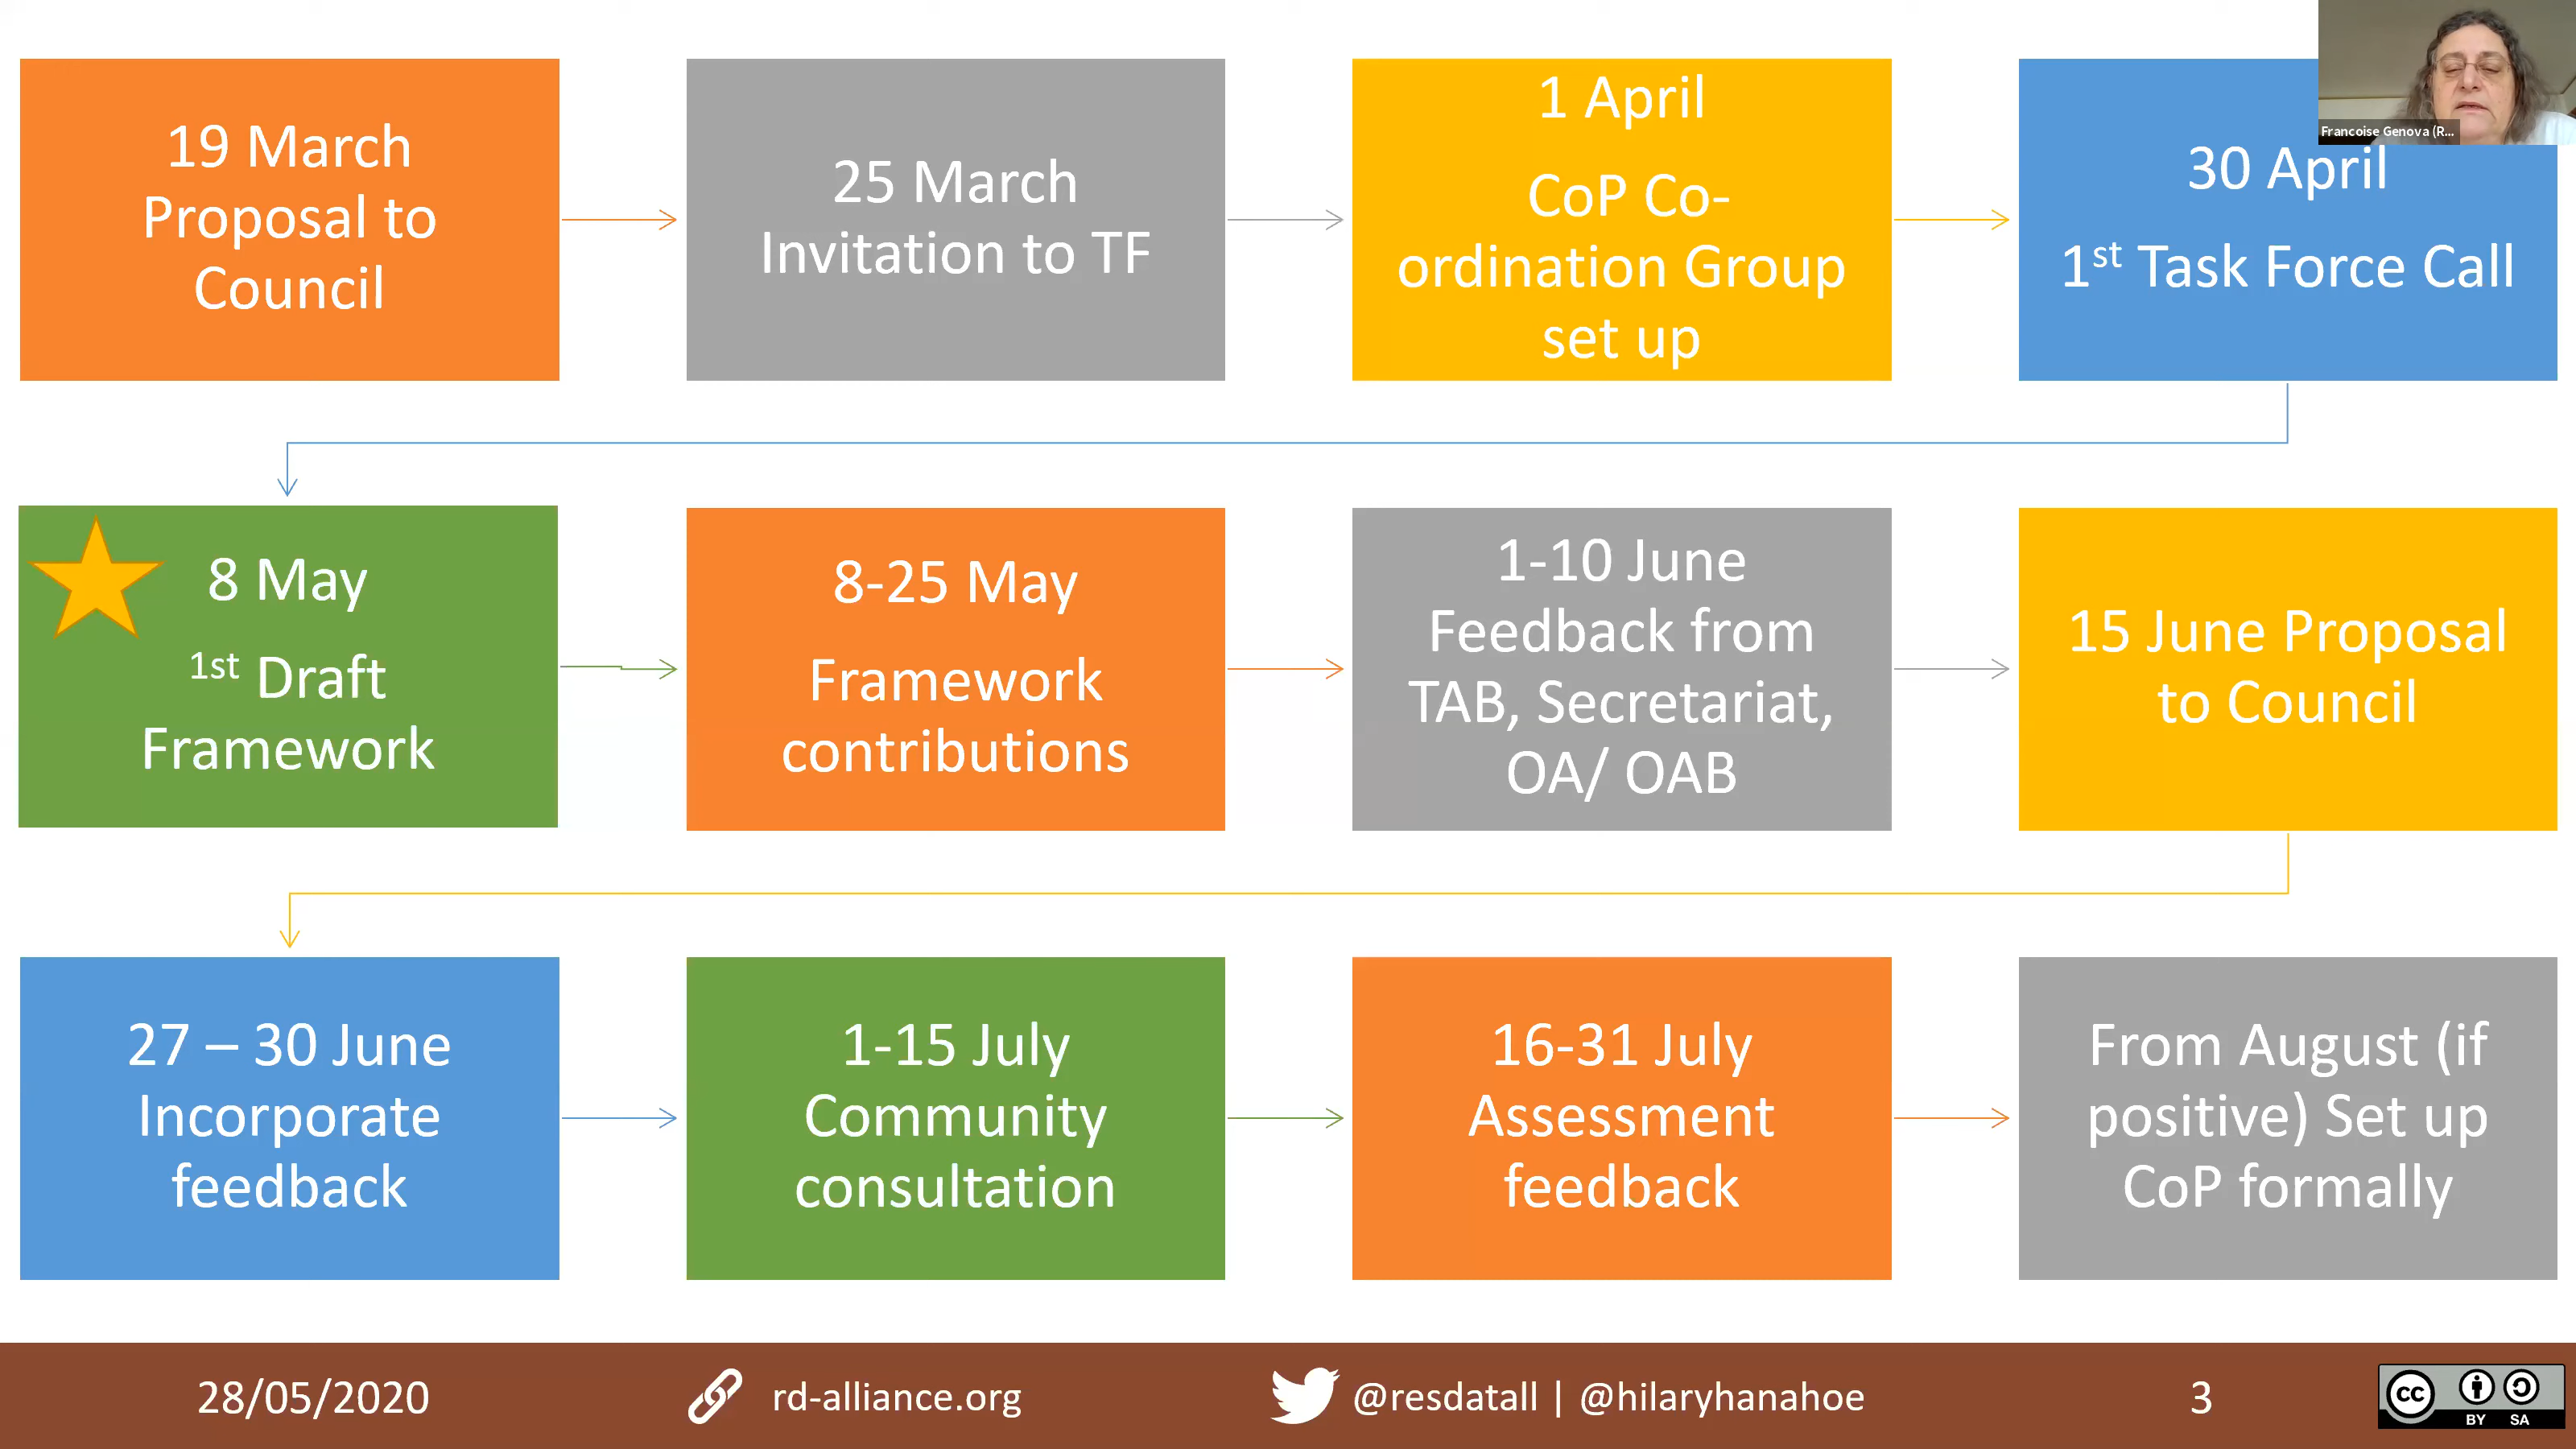 19 March
Proposal to
Council
25 March
Invitation to TF
1 April
CoP Co-
ordination Group
set up
Francoise Genova (R...
30 April
1st Task Force Call
8 May
1st Draft
Framework
8-25 May
Framework
contributions
1-10 June
Feedback from
TAB, Secretariat,
OA/ OAB
15 June Proposal
to Council
27 – 30 June
Incorporate
feedback
1-15 July
Community
consultation
16-31 July
Assessment
feedback
From August (if
positive) Set up
CoP formally
28/05/2020
rd-alliance.org
@resdatall | @hilaryhanahoe
3
cc
BY SA